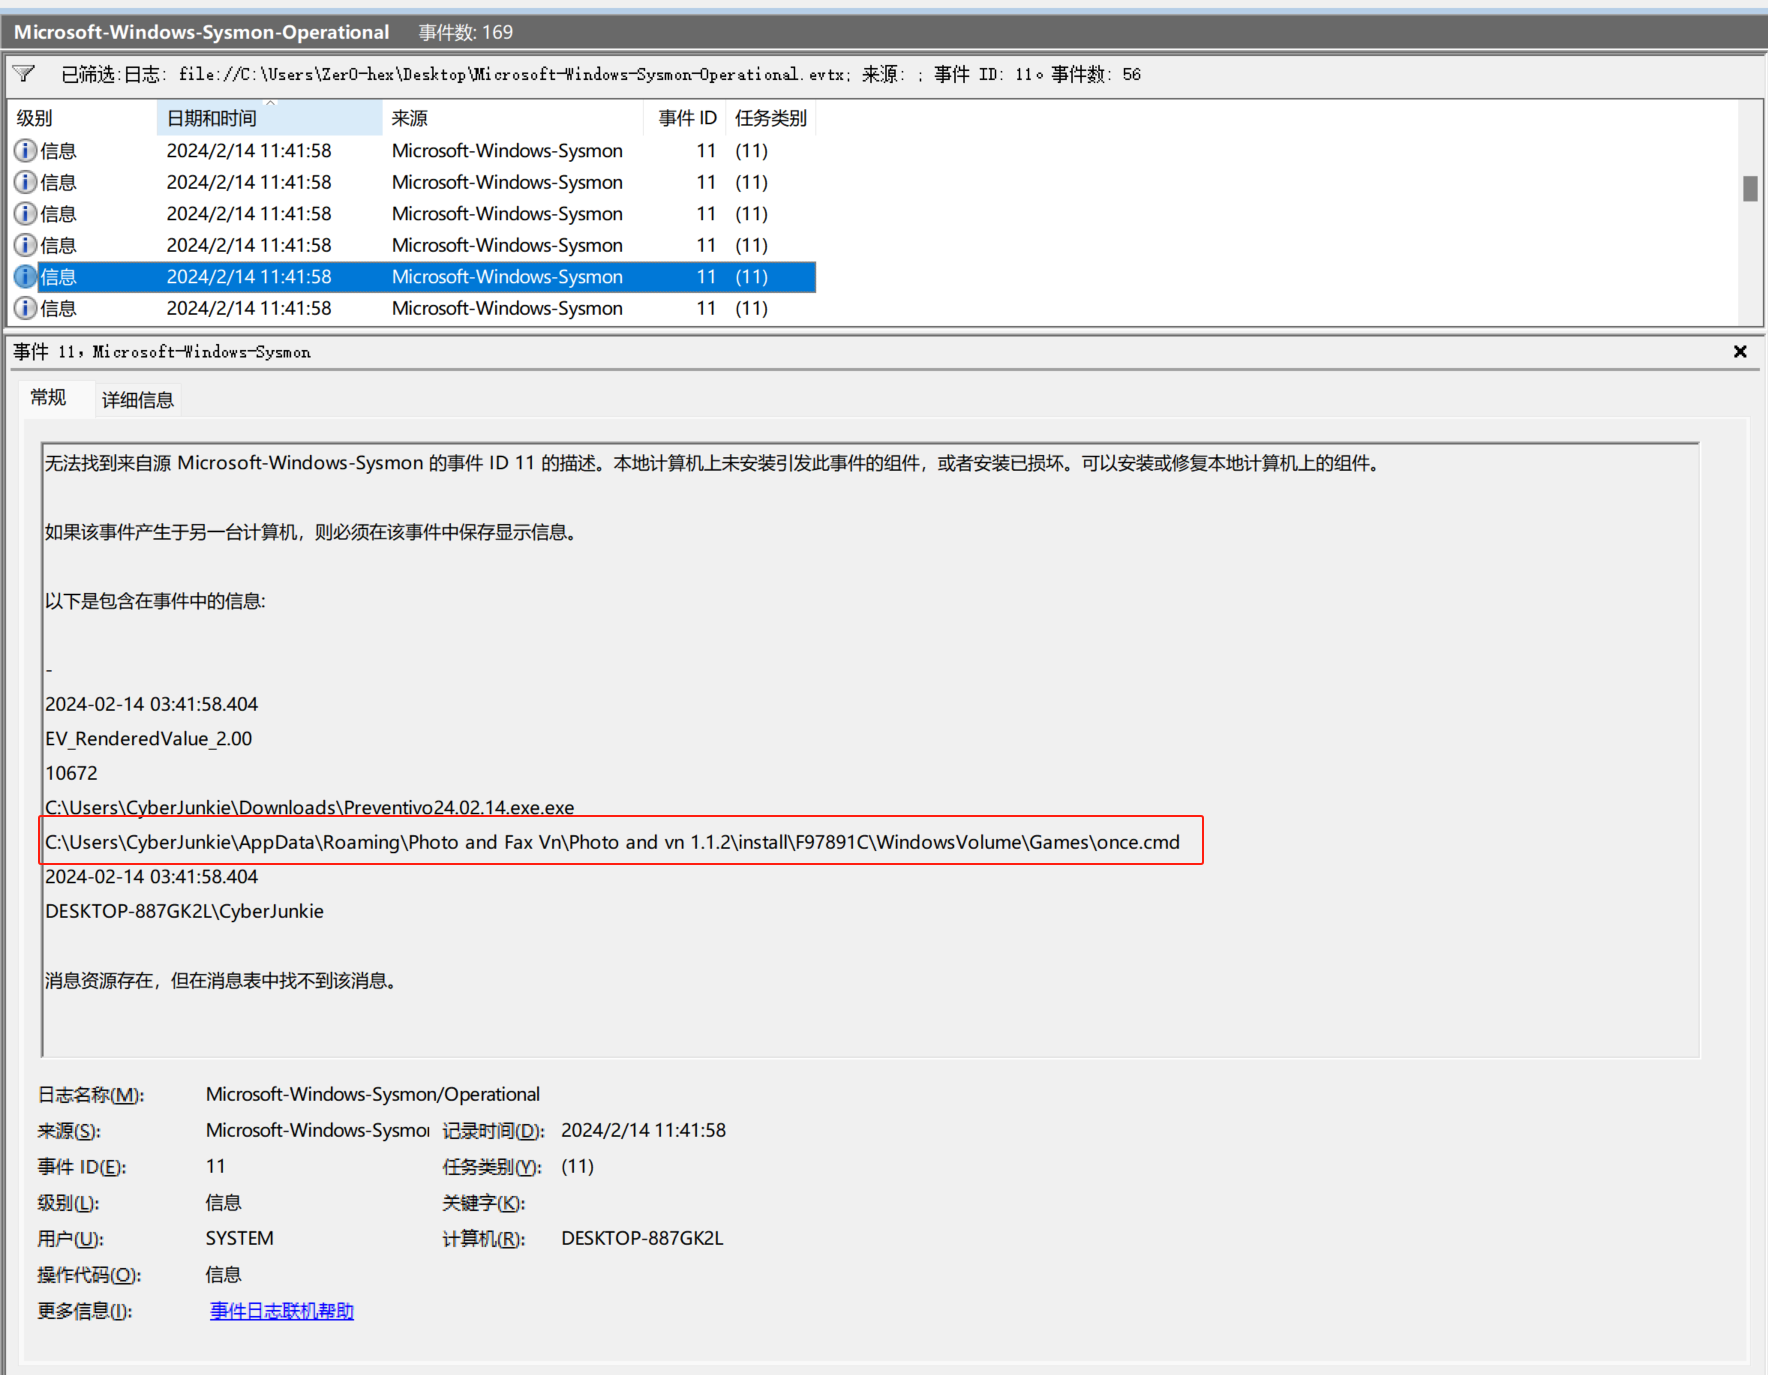 Microsoft-Windows-Sysmon-Operational 事件数: 169
已筛选:日志: file://C:\Users\Zer0-hex\Desktop\Microsoft-Windows-Sysmon-Operational.evtx; 来源: ; 事件 ID: 11。事件数: 56
级别 日期和时间 来源 事件 ID 任务类别
信息 2024/2/14 11:41:58 Microsoft-Windows-Sysmon 11 (11)
信息 2024/2/14 11:41:58 Microsoft-Windows-Sysmon 11 (11)
信息 2024/2/14 11:41:58 Microsoft-Windows-Sysmon 11 (11)
信息 2024/2/14 11:41:58 Microsoft-Windows-Sysmon 11 (11)
信息 2024/2/14 11:41:58 Microsoft-Windows-Sysmon 11 (11)
信息 2024/2/14 11:41:58 Microsoft-Windows-Sysmon 11 (11)
事件 11，Microsoft-Windows-Sysmon
常规 详细信息
无法找到来自源 Microsoft-Windows-Sysmon 的事件 ID 11 的描述。本地计算机上未安装引发此事件的组件，或者安装已损坏。可以安装或修复本地计算机上的组件。
如果该事件产生于另一台计算机，则必须在该事件中保存显示信息。
以下是包含在事件中的信息:
-
2024-02-14 03:41:58.404
EV_RenderedValue_2.00
10672
C:\Users\CyberJunkie\Downloads\Preventivo24.02.14.exe.exe
C:\Users\CyberJunkie\AppData\Roaming\Photo and Fax Vn\Photo and vn 1.1.2\install\F97891C\WindowsVolume\Games\once.cmd
2024-02-14 03:41:58.404
DESKTOP-887GK2L\CyberJunkie
消息资源存在，但在消息表中找不到该消息。
日志名称(M): Microsoft-Windows-Sysmon/Operational
来源(S): Microsoft-Windows-Sysmon 记录时间(D): 2024/2/14 11:41:58
事件 ID(E): 11 任务类别(Y): (11)
级别(L): 信息 关键字(K):
用户(U): SYSTEM 计算机(R): DESKTOP-887GK2L
操作代码(O): 信息
更多信息(I): 事件日志联机帮助